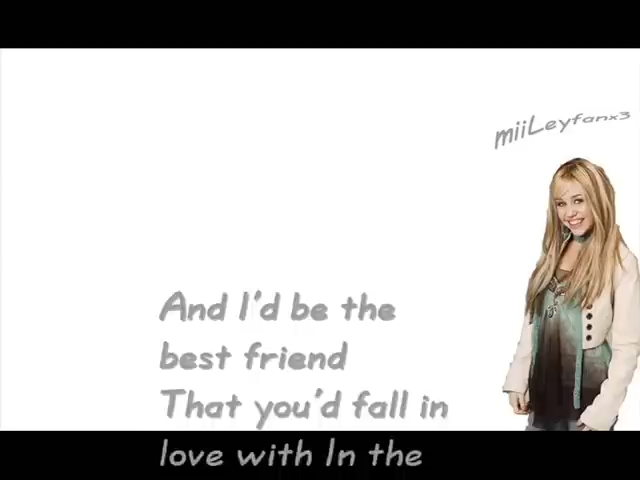 miiLeyfanx3
And I'd be the
best friend
That you'd fall in
love with In the